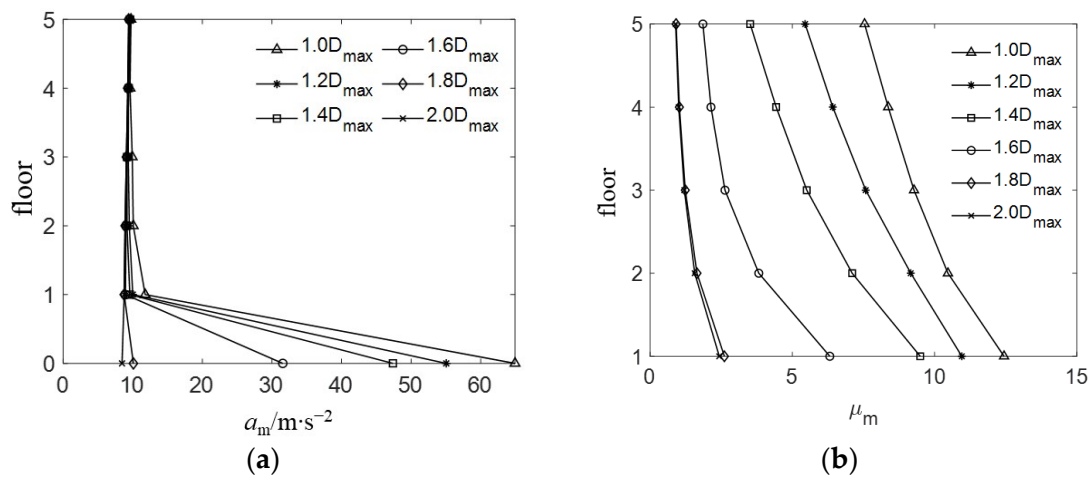 5
4
3
2
1
0
floor
1.0Dmax
1.6Dmax
1.2Dmax
1.8Dmax
1.4Dmax
2.0Dmax
0 10 20 30 40 50 60
am/m·s−2
(a)
5
4
3
2
1
floor
1.0Dmax
1.2Dmax
1.4Dmax
1.6Dmax
1.8Dmax
2.0Dmax
0 5 10 15
μm
(b)